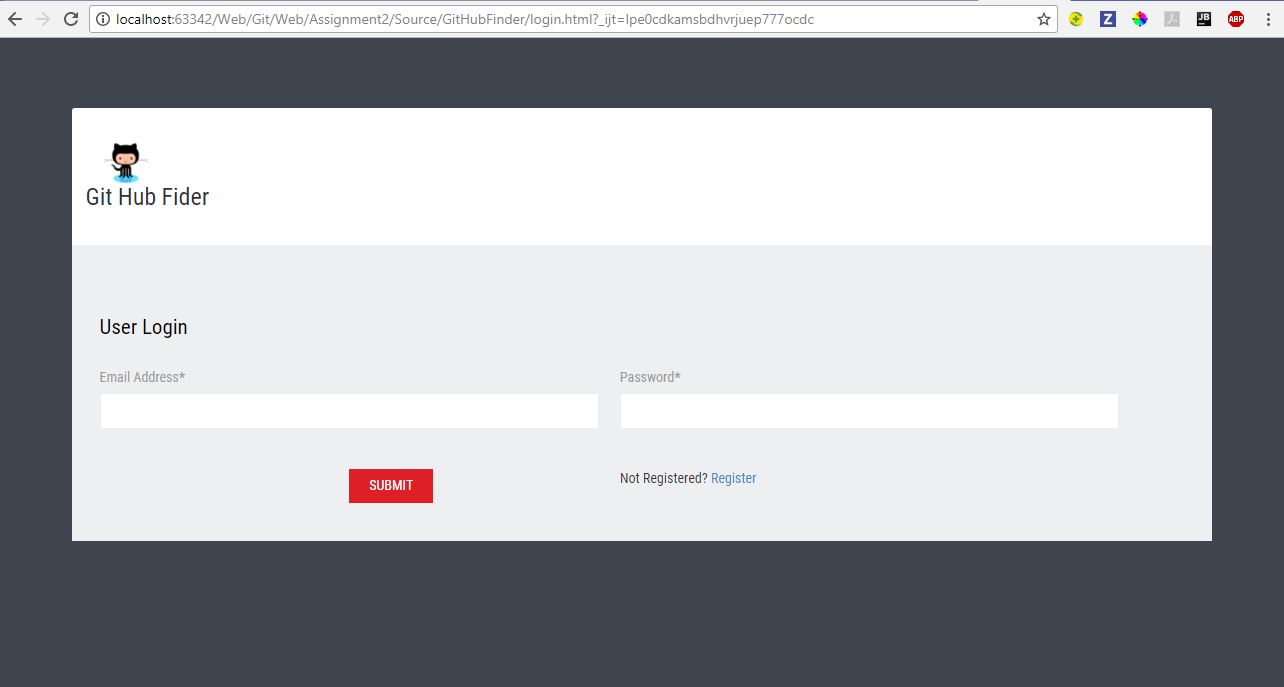 localhost:63342/Web/Git/Web/Assignment2/Source/GitHubFinder/login.html?_ijt=lpe0cdkamsbdhvrjuep777ocdc
Z
JB
ABP
Git Hub Fider
User Login
Email Address*
Password*
SUBMIT
Not Registered? Register